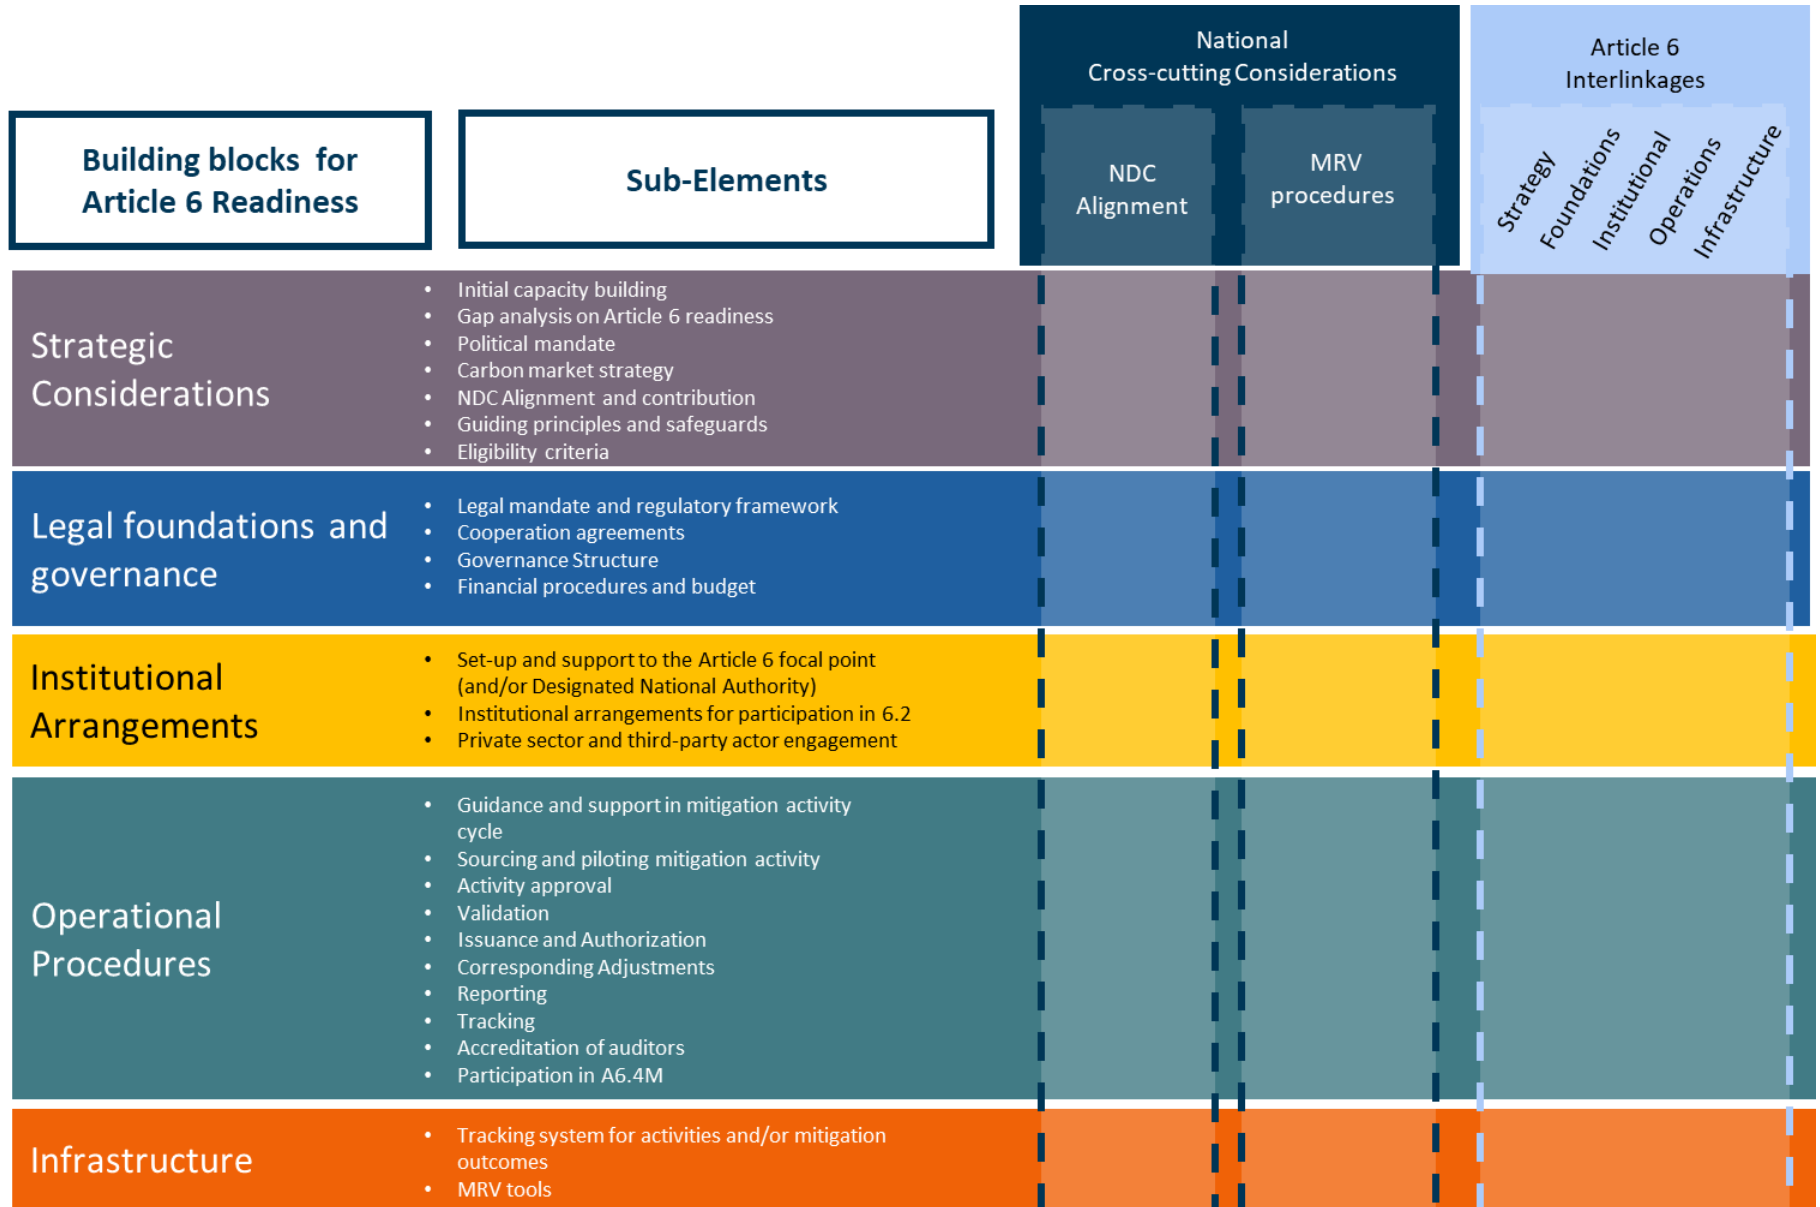 National
Cross-cutting Considerations
Article 6
Interlinkages
Building blocks for
Article 6 Readiness
Sub-Elements
NDC
Alignment
MRV
procedures
Strategy
Foundations
Institutional
Operations
Infrastructure
Strategic
Considerations
• Initial capacity building
• Gap analysis on Article 6 readiness
• Political mandate
• Carbon market strategy
• NDC Alignment and contribution
• Guiding principles and safeguards
• Eligibility criteria
Legal foundations and
governance
• Legal mandate and regulatory framework
• Cooperation agreements
• Governance Structure
• Financial procedures and budget
Institutional
Arrangements
• Set-up and support to the Article 6 focal point
(and/or Designated National Authority)
• Institutional arrangements for participation in 6.2
• Private sector and third-party actor engagement
Operational
Procedures
• Guidance and support in mitigation activity
cycle
• Sourcing and piloting mitigation activity
• Activity approval
• Validation
• Issuance and Authorization
• Corresponding Adjustments
• Reporting
• Tracking
• Accreditation of auditors
• Participation in A6.4M
Infrastructure
• Tracking system for activities and/or mitigation
outcomes
• MRV tools